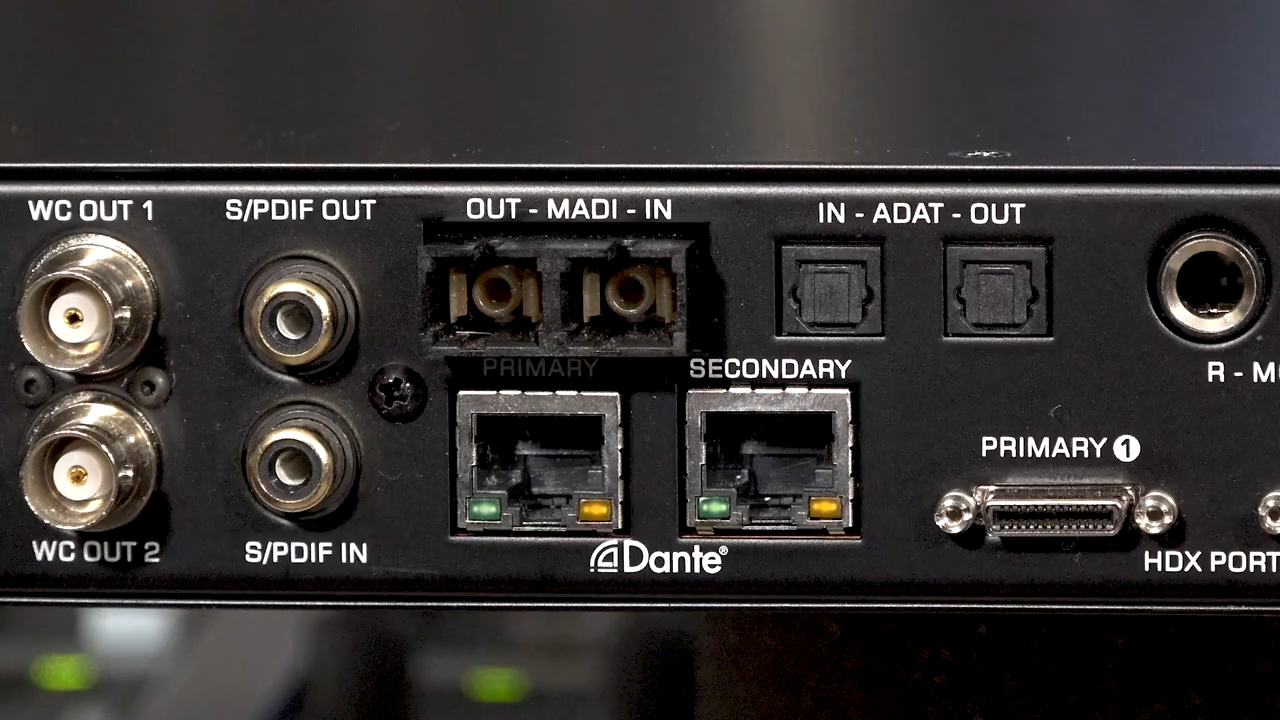 WC OUT 1
S/PDIF OUT
OUT - MADI - IN
IN - ADAT - OUT
PRIMARY
SECONDARY
R - M
PRIMARY 1
WC OUT 2
S/PDIF IN
Dante®
HDX PORT